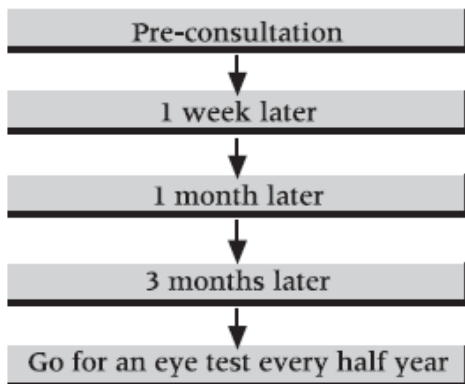 Pre-consultation
1 week later
1 month later
3 months later
Go for an eye test every half year